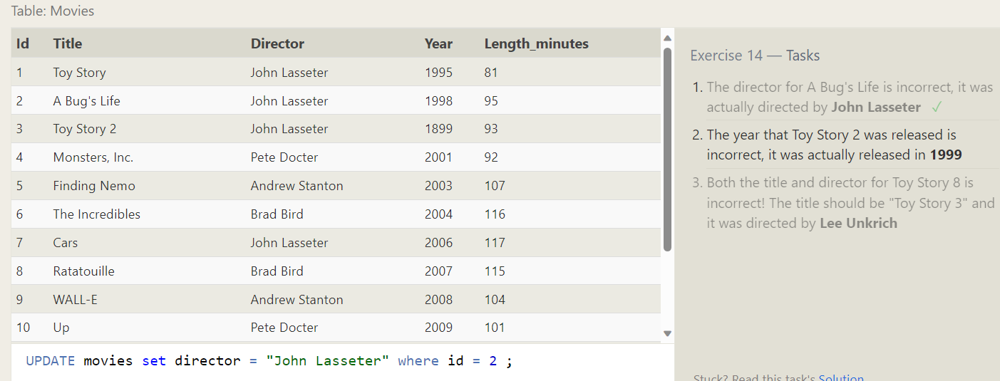 Table: Movies
Id Title Director Year Length_minutes
1 Toy Story John Lasseter 1995 81
2 A Bug's Life John Lasseter 1998 95
3 Toy Story 2 John Lasseter 1899 93
4 Monsters, Inc. Pete Docter 2001 92
5 Finding Nemo Andrew Stanton 2003 107
6 The Incredibles Brad Bird 2004 116
7 Cars John Lasseter 2006 117
8 Ratatouille Brad Bird 2007 115
9 WALL-E Andrew Stanton 2008 104
10 Up Pete Docter 2009 101
UPDATE movies set director = "John Lasseter" where id = 2 ;
Exercise 14 — Tasks
1. The director for A Bug's Life is incorrect, it was
actually directed by John Lasseter ✓
2. The year that Toy Story 2 was released is
incorrect, it was actually released in 1999
3. Both the title and director for Toy Story 8 is
incorrect! The title should be "Toy Story 3" and
it was directed by Lee Unkrich
Stuck? Read this task's Solution